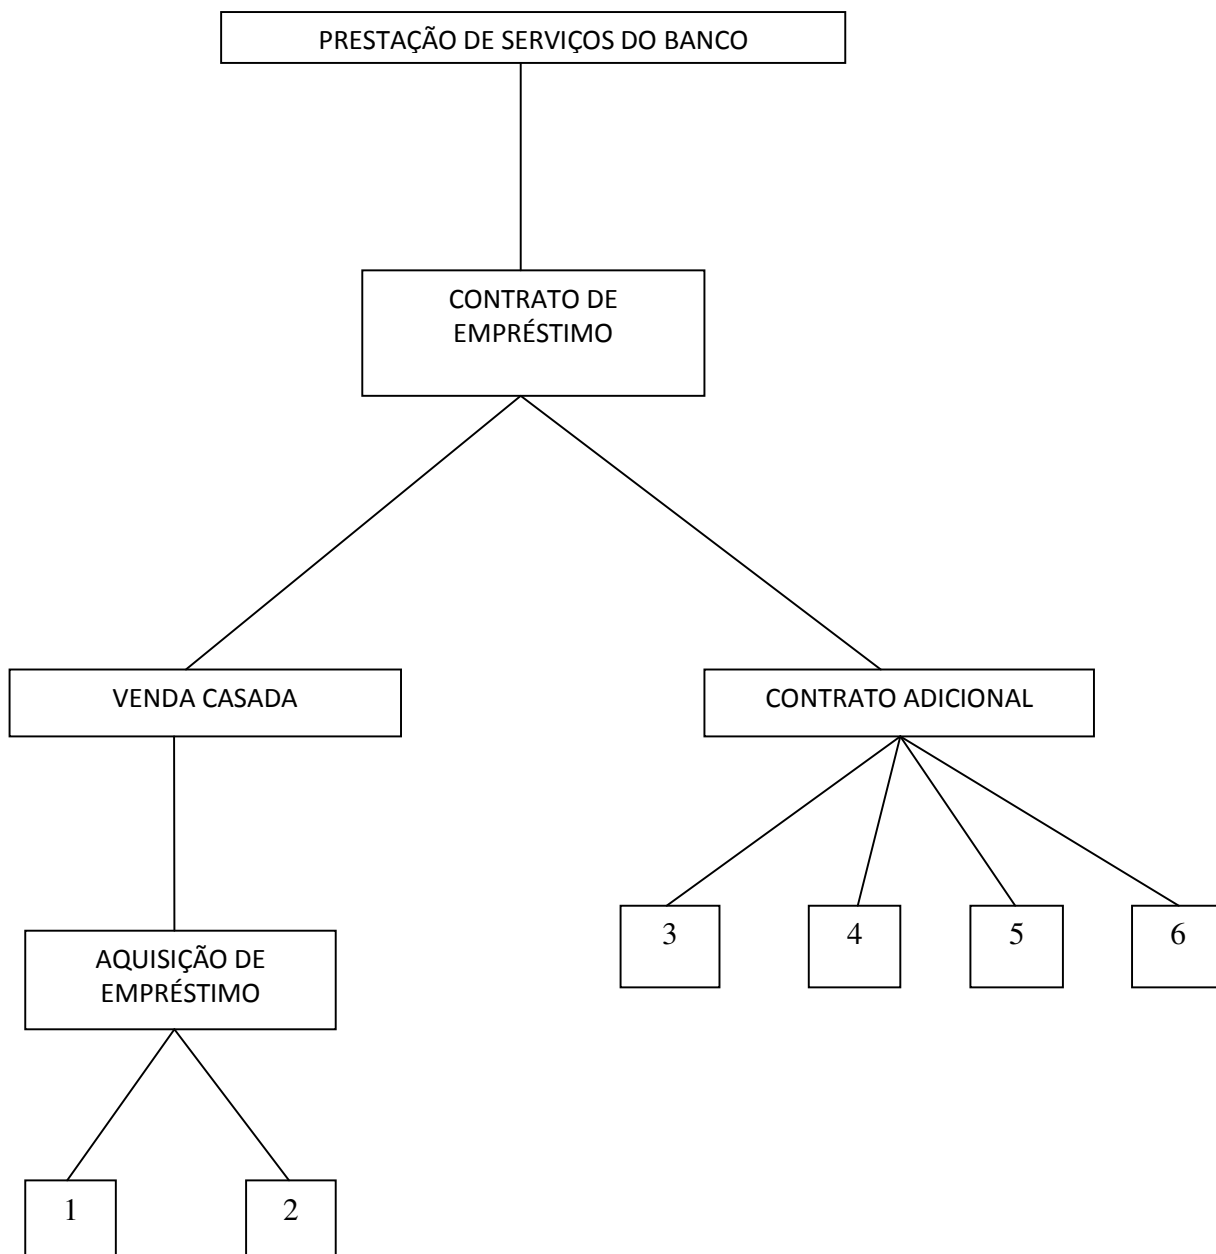 PRESTAÇÃO DE SERVIÇOS DO BANCO
CONTRATO DE
EMPRÉSTIMO
VENDA CASADA
CONTRATO ADICIONAL
3
4
5
6
AQUISIÇÃO DE
EMPRÉSTIMO
1
2